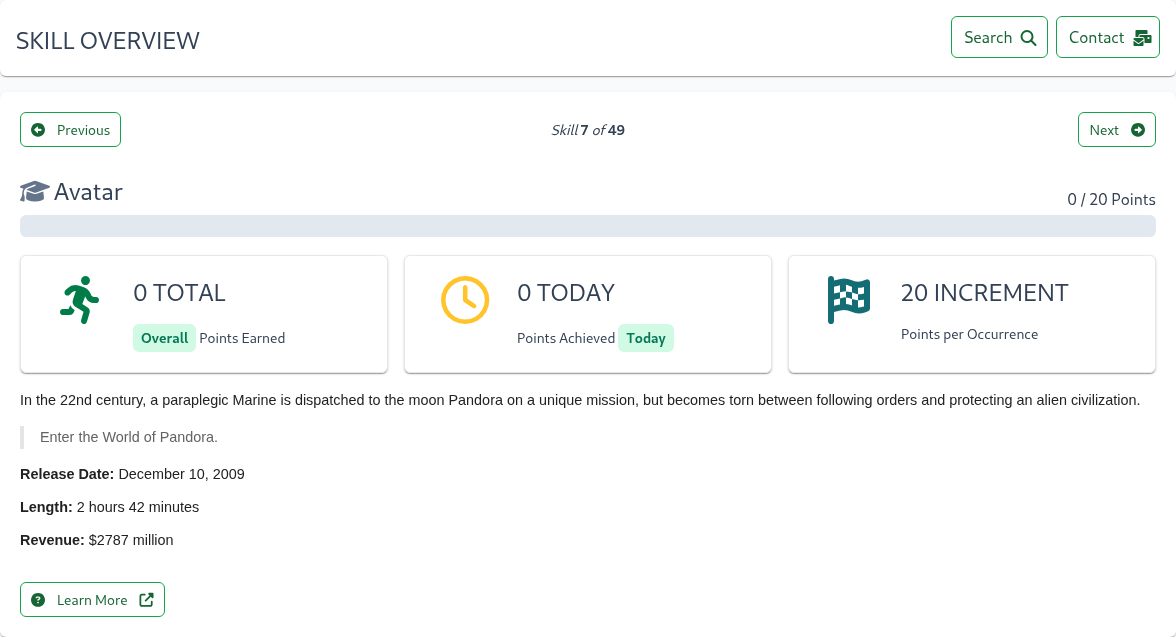 SKILL OVERVIEW
Search
Contact
Previous
Skill 7 of 49
Next
Avatar
0 / 20 Points
0 TOTAL
Overall Points Earned
0 TODAY
Points Achieved Today
20 INCREMENT
Points per Occurrence
In the 22nd century, a paraplegic Marine is dispatched to the moon Pandora on a unique mission, but becomes torn between following orders and protecting an alien civilization.
Enter the World of Pandora.
Release Date: December 10, 2009
Length: 2 hours 42 minutes
Revenue: $2787 million
Learn More